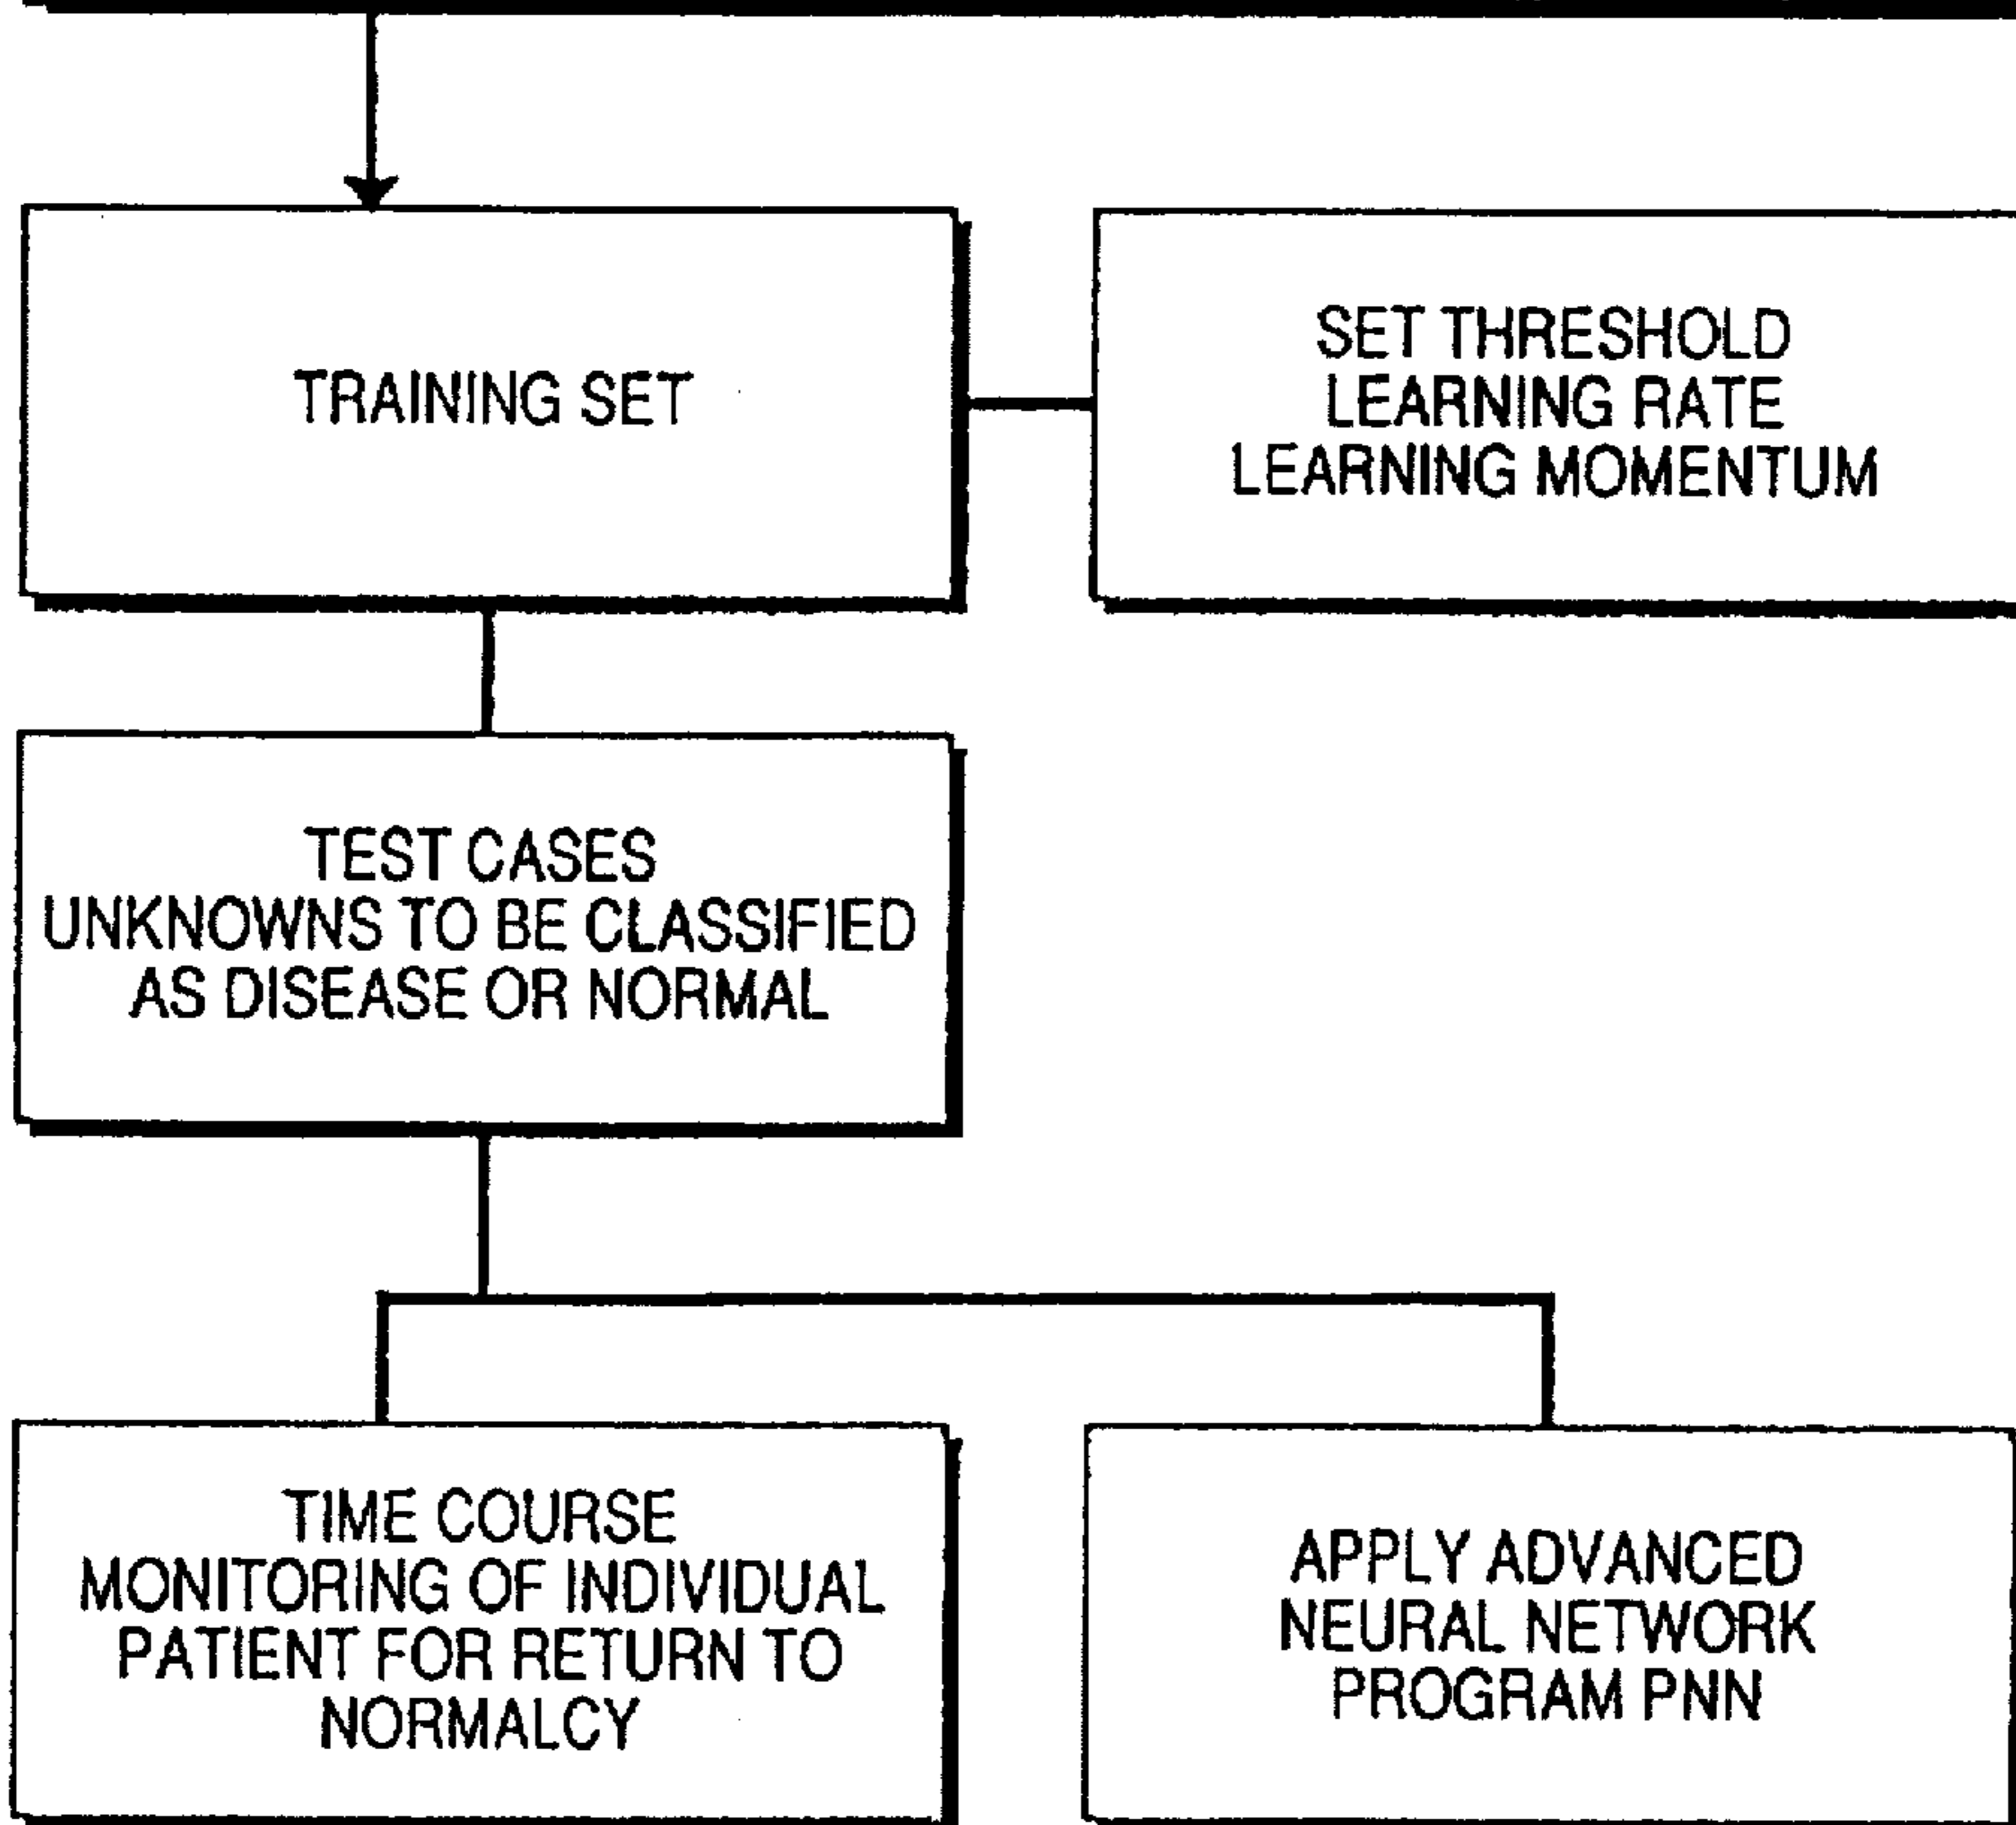 TRAINING SET
SET THRESHOLD
LEARNING RATE
LEARNING MOMENTUM
TEST CASES
UNKNOWNS TO BE CLASSIFIED
AS DISEASE OR NORMAL
TIME COURSE
MONITORING OF INDIVIDUAL
PATIENT FOR RETURN TO
NORMALCY
APPLY ADVANCED
NEURAL NETWORK
PROGRAM PNN